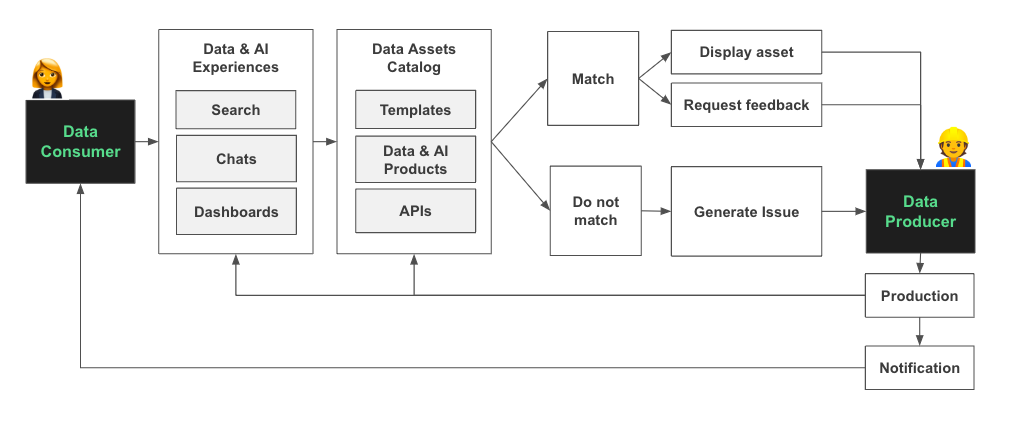 Data
Consumer
Data & AI
Experiences
Search
Chats
Dashboards
Data Assets
Catalog
Templates
Data & AI
Products
APIs
Match
Do not
match
Display asset
Request feedback
Generate Issue
Data
Producer
Production
Notification